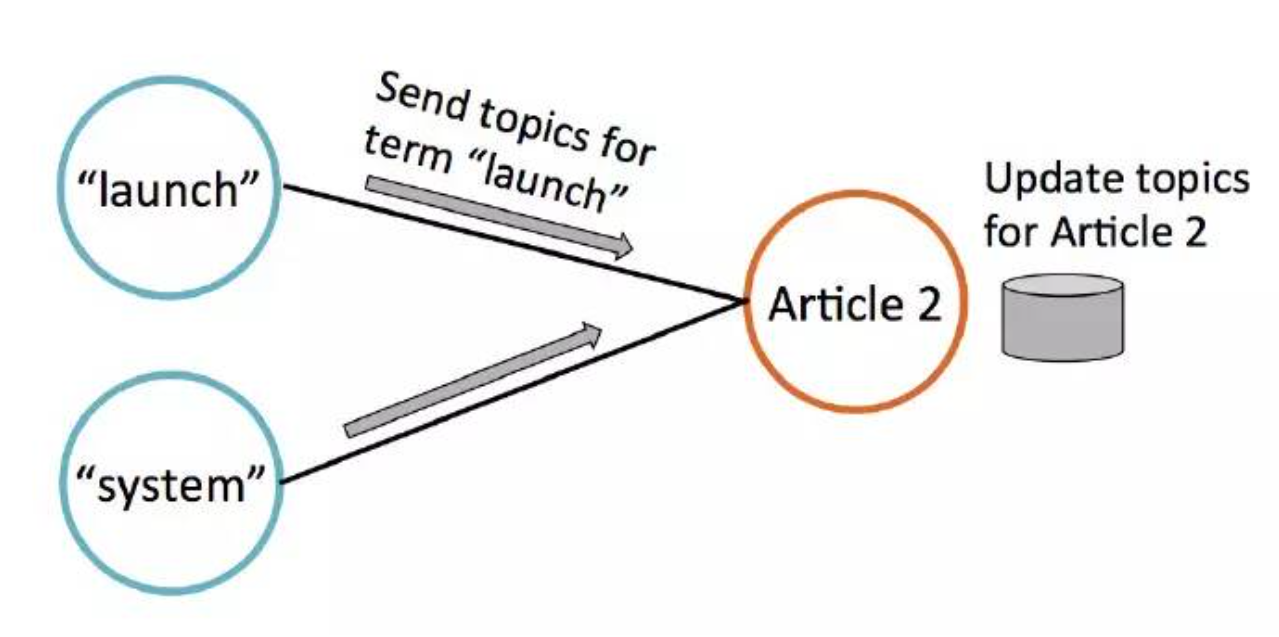 Send topics for
term “launch”
“launch”
Update topics
for Article 2
Article 2
“system”